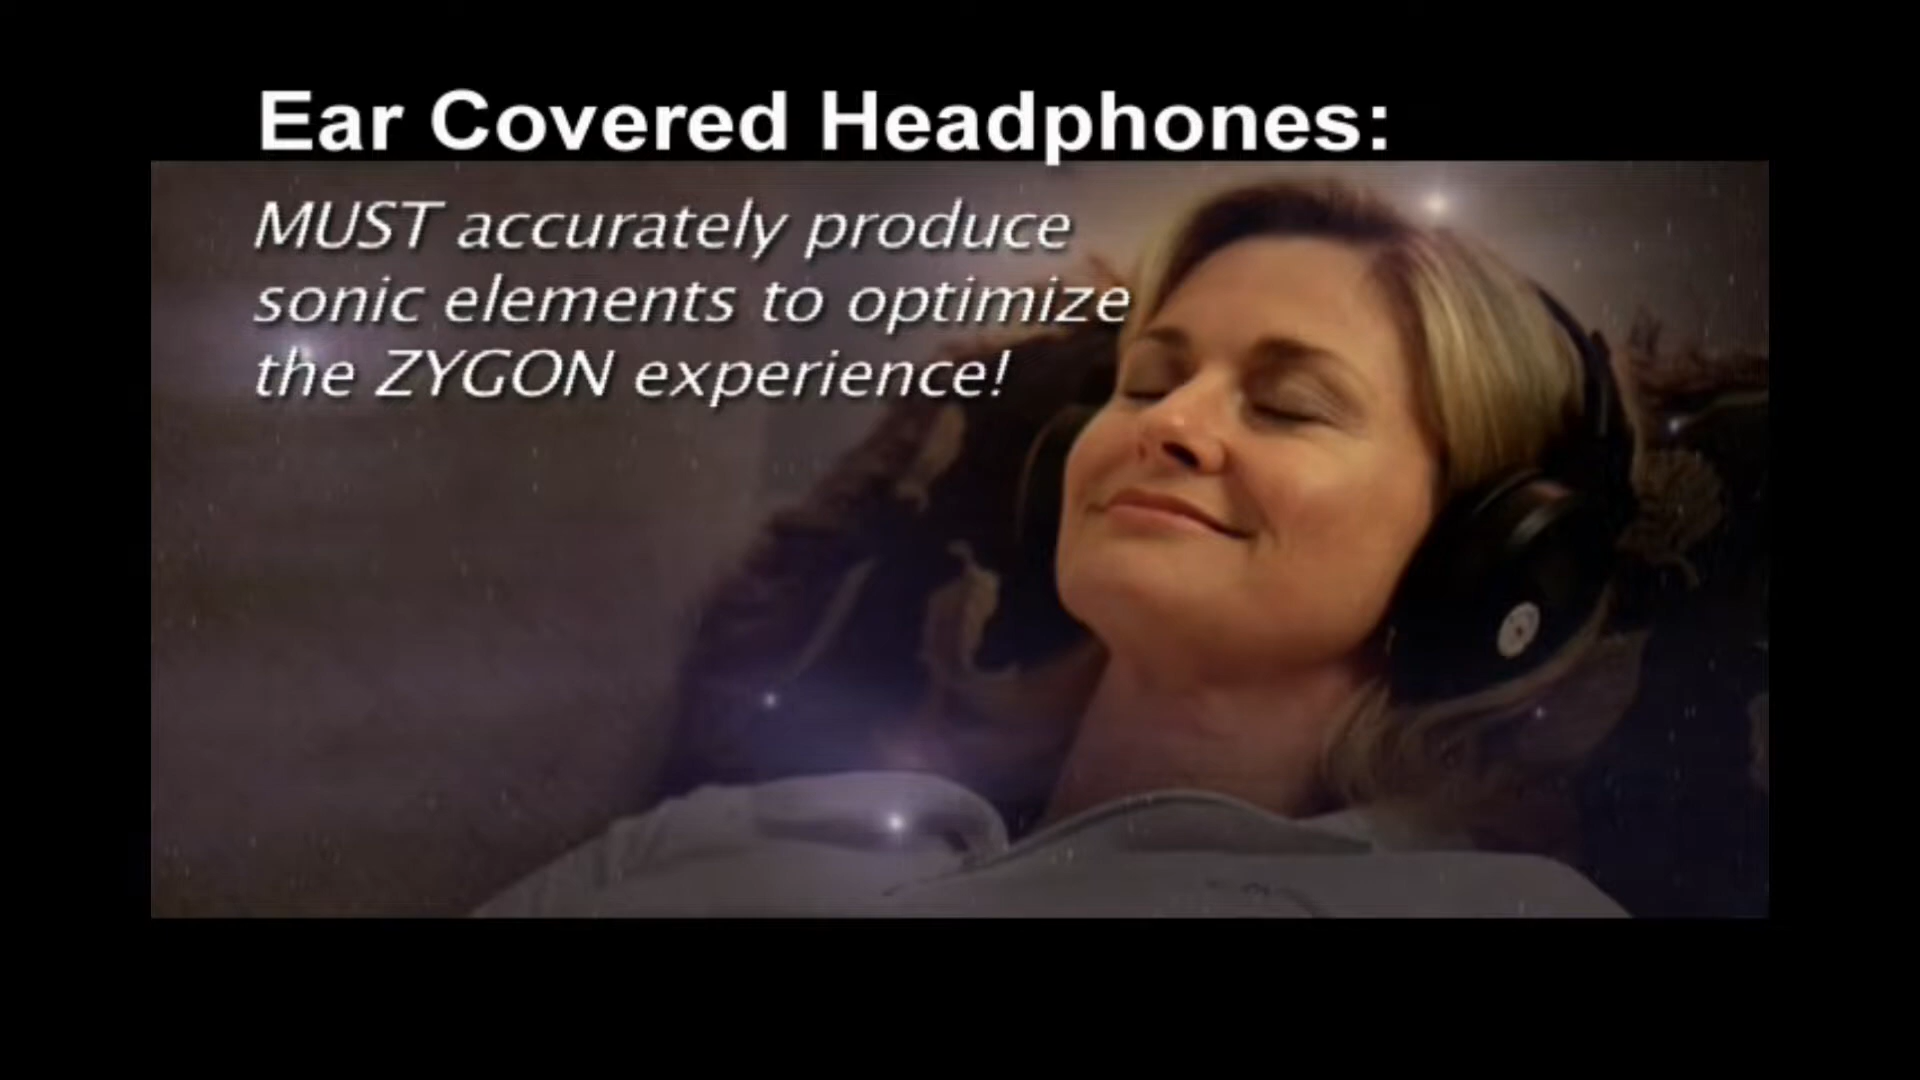 Ear Covered Headphones:
MUST accurately produce
sonic elements to optimize
the ZYGON experience!